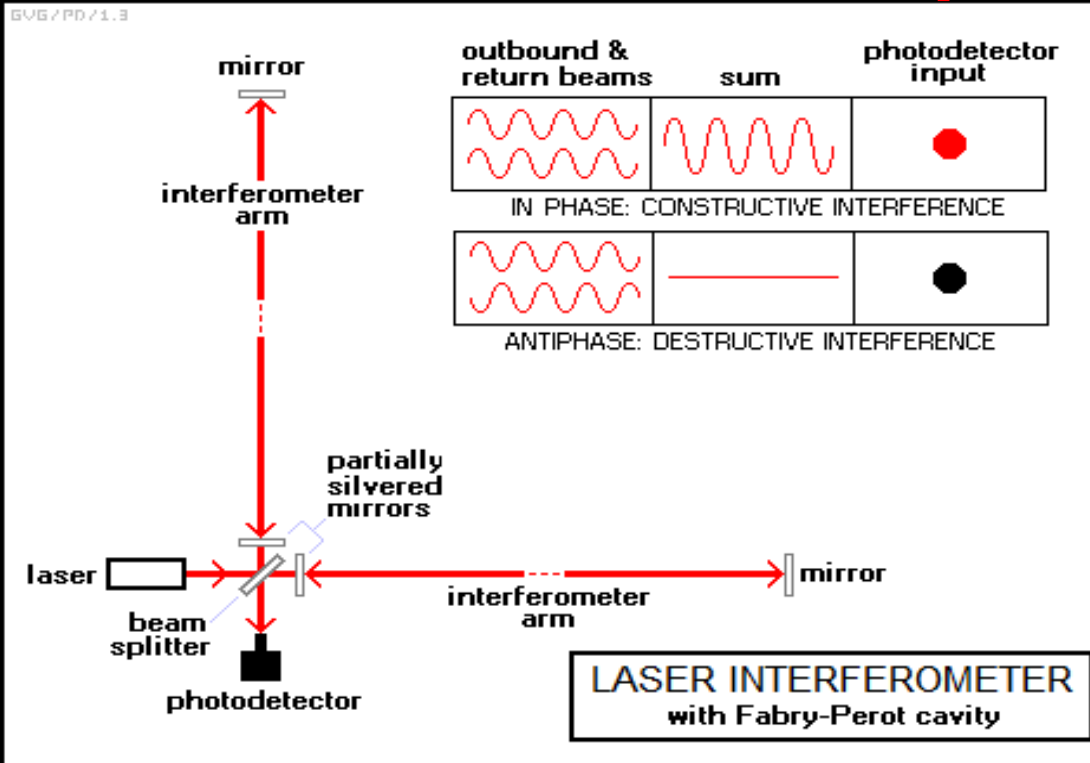 GVG/PD/1.3
mirror
interferometer
arm
outbound &
return beams
sum
photodetector
input
IN PHASE: CONSTRUCTIVE INTERFERENCE
ANTIPHASE: DESTRUCTIVE INTERFERENCE
partially
silvered
mirrors
laser
beam
splitter
photodetector
interferometer
arm
mirror
LASER INTERFEROMETER
with Fabry-Perot cavity